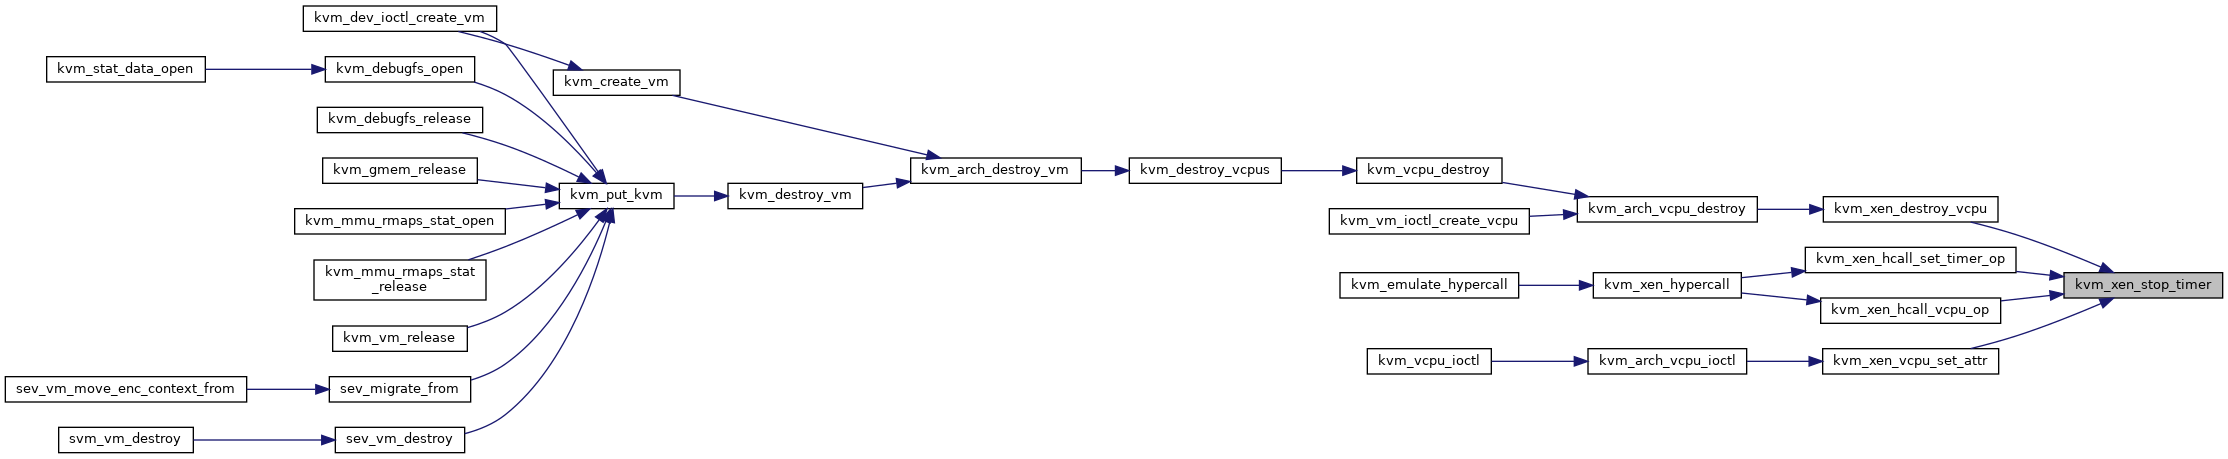 kvm_dev_ioctl_create_vm
kvm_stat_data_open
kvm_debugfs_open
kvm_create_vm
kvm_debugfs_release
kvm_gmem_release
kvm_arch_destroy_vm
kvm_destroy_vcpus
kvm_vcpu_destroy
kvm_put_kvm
kvm_destroy_vm
kvm_mmu_rmaps_stat_open
kvm_vm_ioctl_create_vcpu
kvm_arch_vcpu_destroy
kvm_xen_destroy_vcpu
kvm_mmu_rmaps_stat
_release
kvm_xen_hcall_set_timer_op
kvm_emulate_hypercall
kvm_xen_hypercall
kvm_xen_stop_timer
kvm_xen_hcall_vcpu_op
kvm_vm_release
kvm_vcpu_ioctl
kvm_arch_vcpu_ioctl
kvm_xen_vcpu_set_attr
sev_vm_move_enc_context_from
sev_migrate_from
svm_vm_destroy
sev_vm_destroy